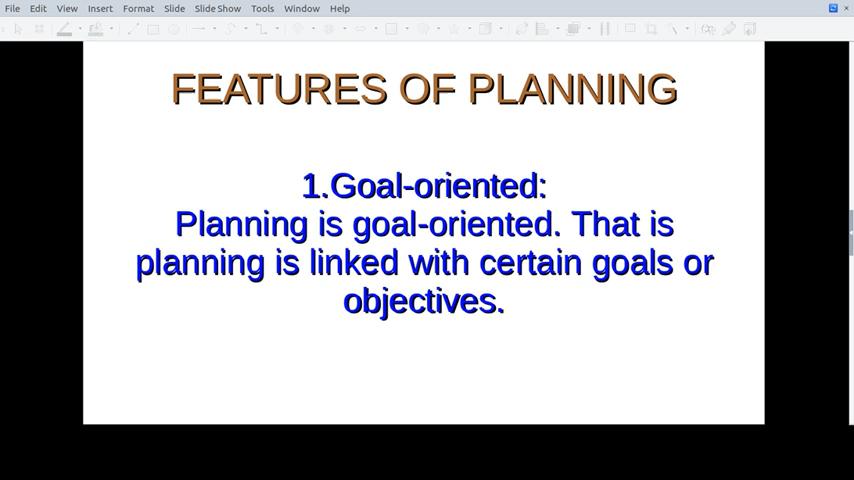 File Edit View Insert Format Slide Slide Show Tools Window Help
FEATURES OF PLANNING
1.Goal-oriented:
Planning is goal-oriented. That is
planning is linked with certain goals or
objectives.